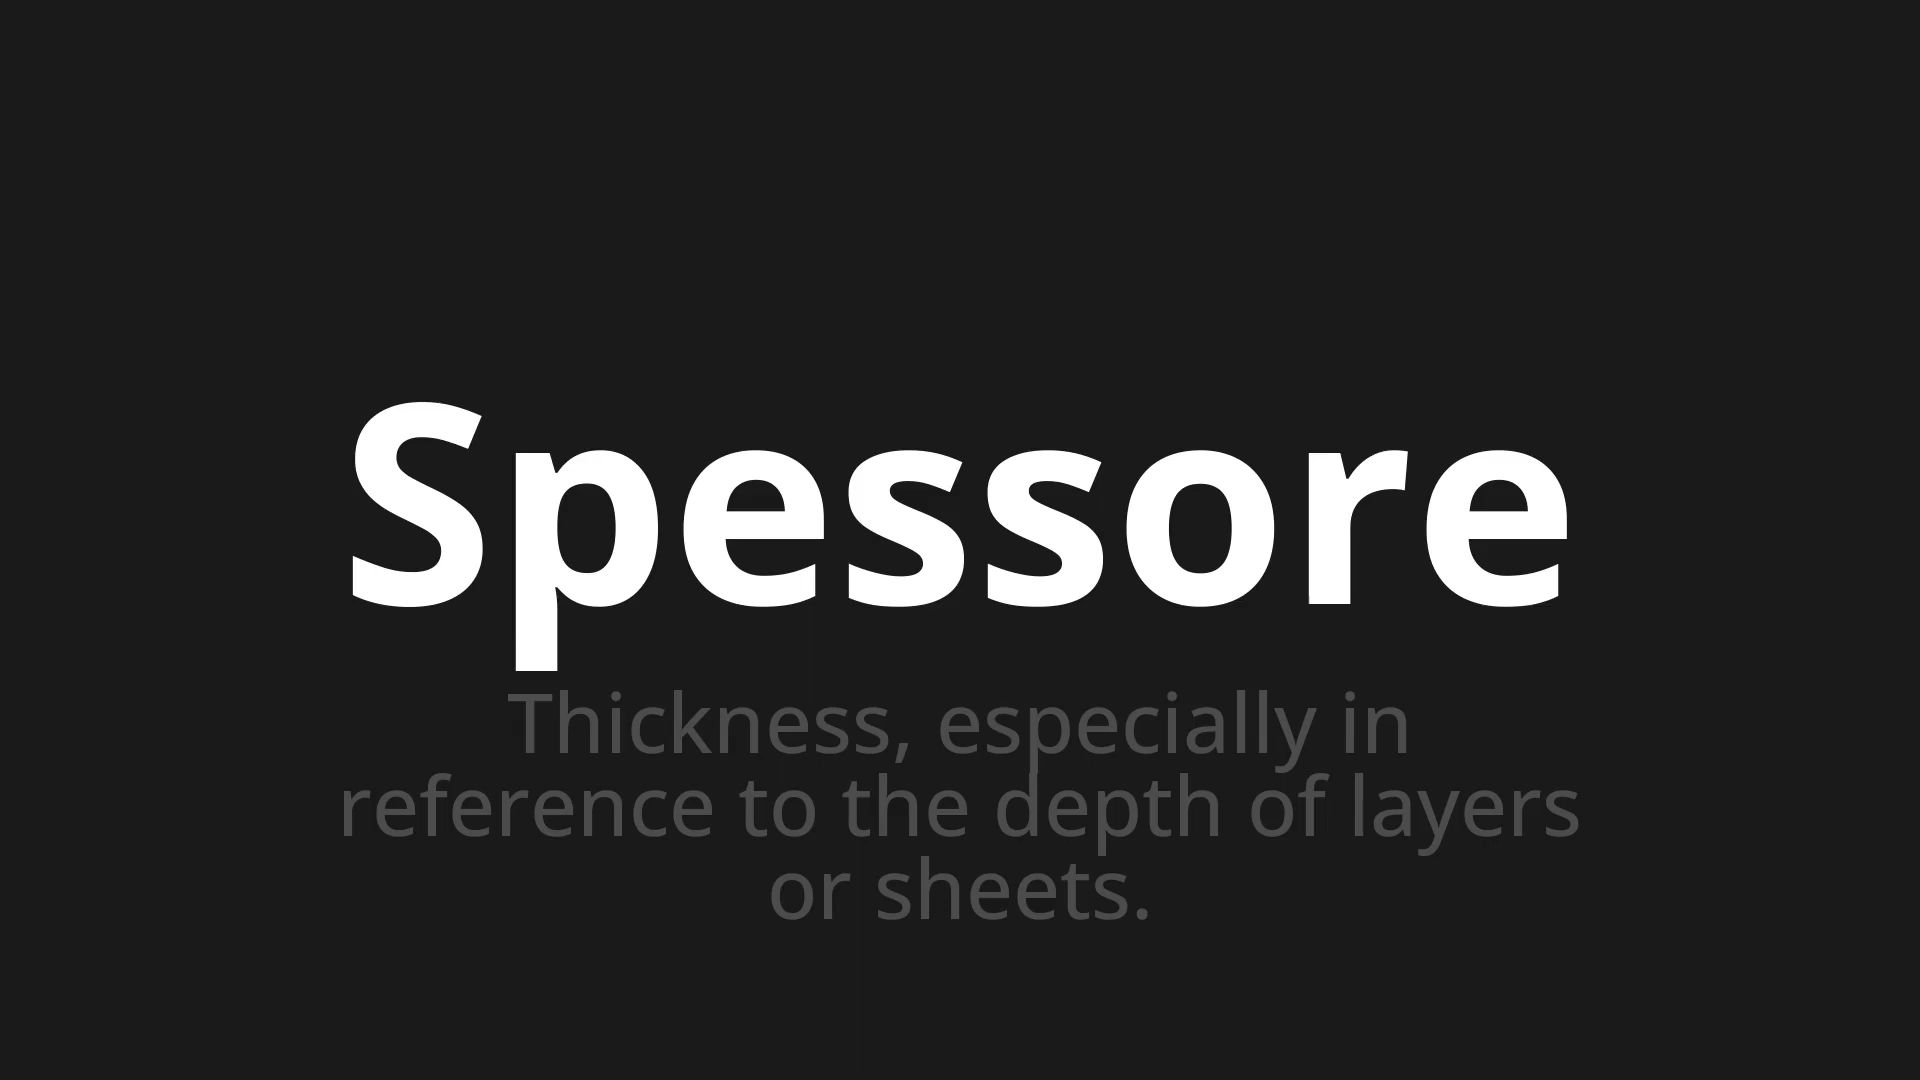 Spessore
Thickness, especially in
reference to the depth of layers
or sheets.